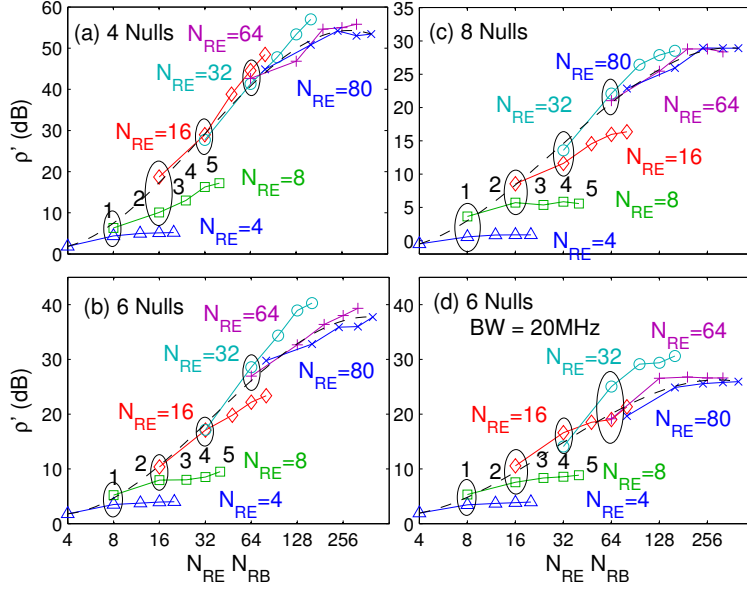 (a) 4 Nulls
ρ' (dB)
60
50
40
30
20
10
0
N_RE=64
N_RE=32
N_RE=80
N_RE=16
N_RE=8
N_RE=4
1
2
3
4
5
(c) 8 Nulls
35
30
25
20
15
10
5
0
N_RE=80
N_RE=32
N_RE=64
N_RE=16
N_RE=8
N_RE=4
1
2
3
4
5
(b) 6 Nulls
ρ' (dB)
40
30
20
10
0
N_RE=64
N_RE=32
N_RE=80
N_RE=16
N_RE=8
N_RE=4
1
2
3
4
5
4 8 16 32 64 128 256
N_RE N_RB
(d) 6 Nulls
BW = 20MHz
40
30
20
10
0
N_RE=64
N_RE=32
N_RE=16
N_RE=80
N_RE=8
N_RE=4
1
2
3
4
5
4 8 16 32 64 128 256
N_RE N_RB